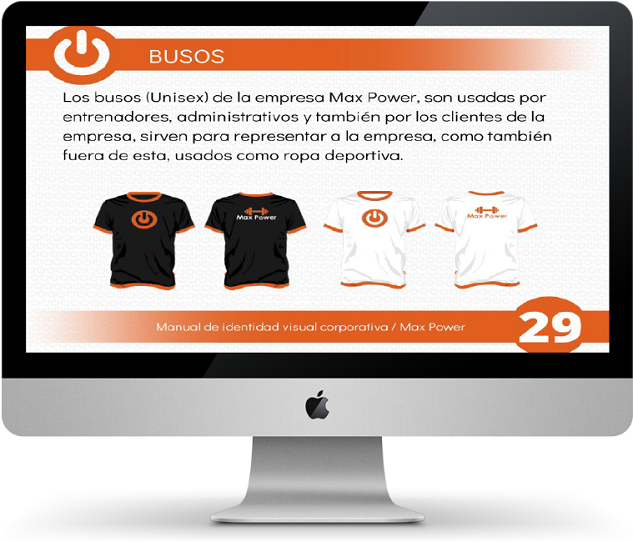 BUSOS
Los busos (Unisex) de la empresa Max Power, son usadas por
entrenadores, administrativos y también por los clientes de la
empresa, sirven para representar a la empresa, como también
fuera de esta, usados como ropa deportiva.
Max Power
Max Power
Manual de identidad visual corporativa / Max Power
29